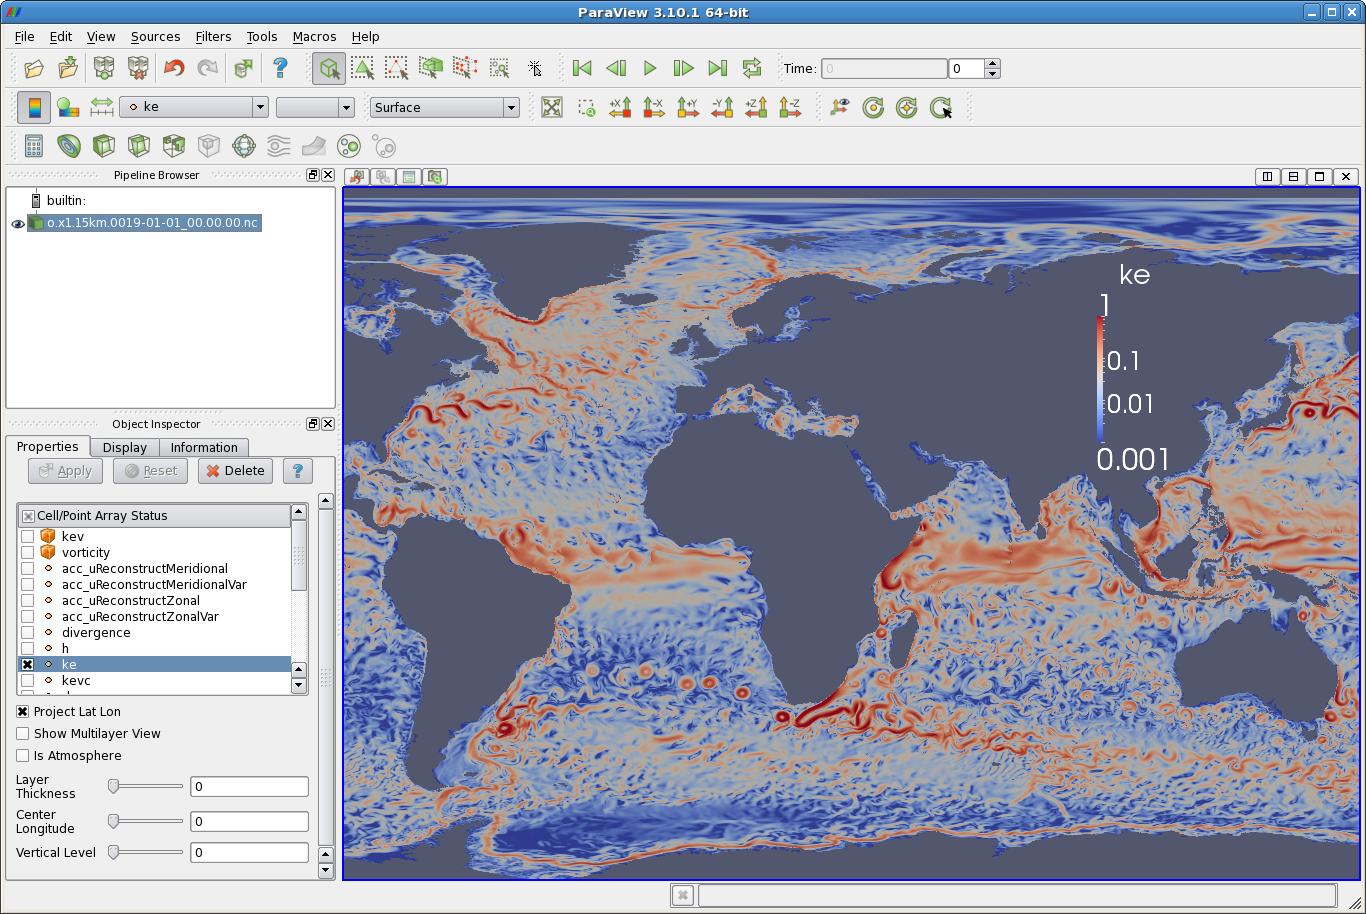 ParaView 3.10.1 64-bit
File Edit View Sources Filters Tools Macros Help
Time: 0 0
ke Surface
+X -X +Y -Y +Z -Z
Pipeline Browser
builtin:
o.x1.15km.0019-01-01_00.00.00.nc
Object Inspector
Properties Display Information
Apply Reset Delete ?
Cell/Point Array Status
kev
vorticity
acc_uReconstructMeridional
acc_uReconstructMeridionalVar
acc_uReconstructZonal
acc_uReconstructZonalVar
divergence
h
ke
kevc
Project Lat Lon
Show Multilayer View
Is Atmosphere
Layer
Thickness
0
Center
Longitude
0
Vertical Level 0
ke
1
0.1
0.01
0.001